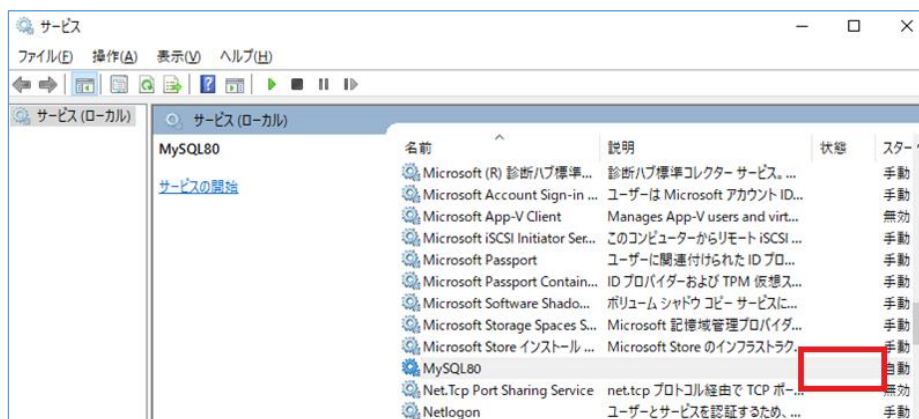 サービス
ファイル(F) 操作(A) 表示(V) ヘルプ(H)
サービス (ローカル)
サービス (ローカル)
MySQL80
サービスの開始
名前 説明 状態 スター
Microsoft (R) 診断ハブ標準... 診断ハブ標準コレクター サービス。... 手動
Microsoft Account Sign-in ... ユーザーは Microsoft アカウント ID... 手動
Microsoft App-V Client Manages App-V users and virt... 無効
Microsoft iSCSI Initiator Ser... このコンピューターからリモート iSCSI ... 手動
Microsoft Passport ユーザーに関連付けられた ID プロ... 手動
Microsoft Passport Contain... ID プロバイダーおよび TPM 仮想ス... 手動
Microsoft Software Shado... ボリューム シャドウ コピー サービスに... 手動
Microsoft Storage Spaces S... Microsoft 記憶域管理プロバイダ... 手動
Microsoft Store インストール ... Microsoft Store のインフラストラク... 手動
MySQL80 自動
Net.Tcp Port Sharing Service net.tcp プロトコル経由で TCP ポー... 無効
Netlogon ユーザーとサービスを認証するため、... 手動